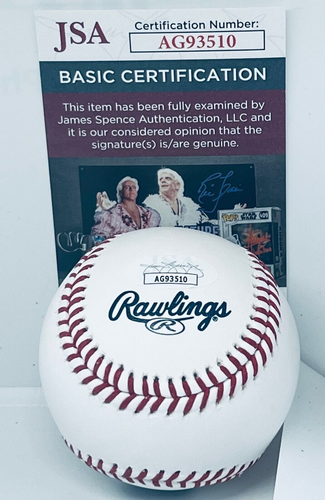 JSA
Certification Number:
AG93510
BASIC CERTIFICATION
This item has been fully examined by
James Spence Authentication, LLC and
it is our considered opinion that the
signature(s) is/are genuine.
AG93510
Rawlings
R